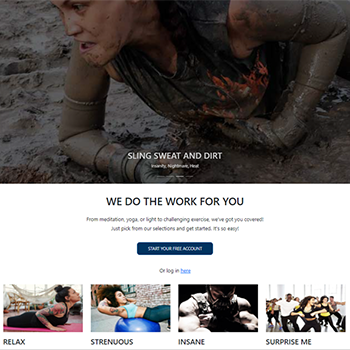 SLING SWEAT AND DIRT
Insanity, Nightmare, Heat
WE DO THE WORK FOR YOU
From meditation, yoga, or light to challenging exercise, we've got you covered!
Just pick from our selections and get started. It's so easy!
START YOUR FREE ACCOUNT
Or log in here
RELAX
STRENUOUS
INSANE
SURPRISE ME